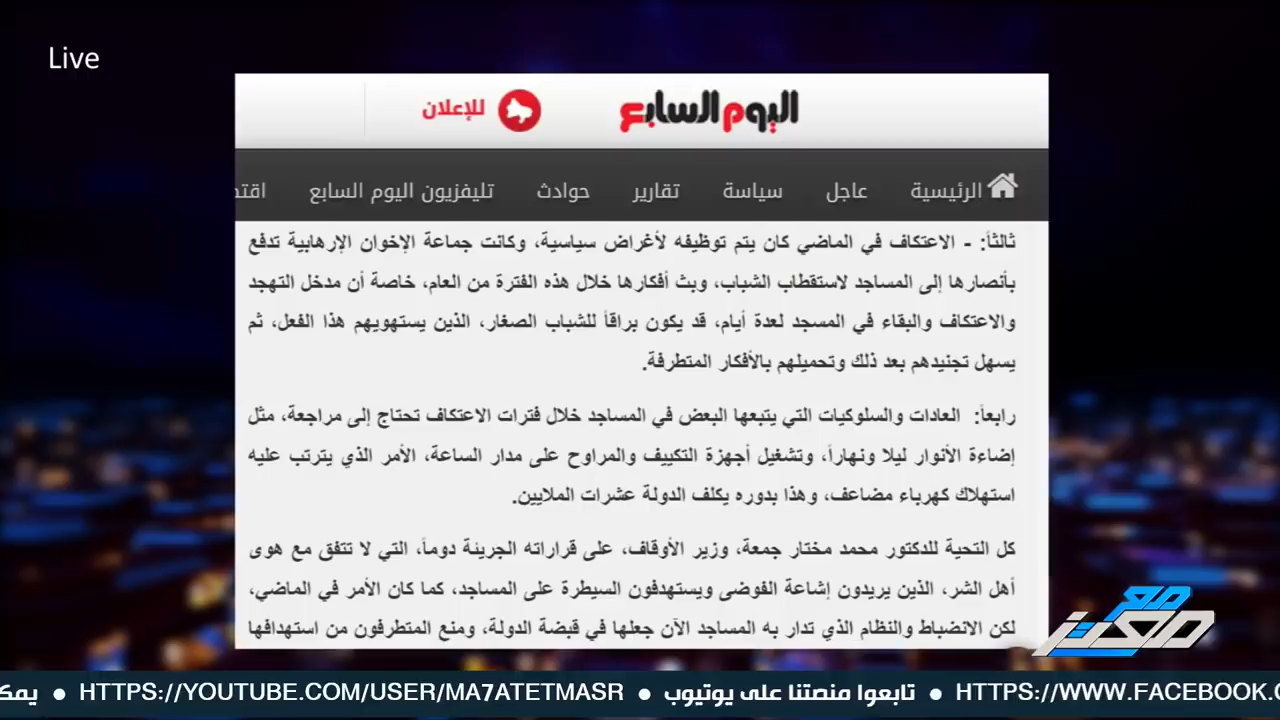 Live
اليوم السابع
للإعلان
الرئيسية عاجل سياسة تقارير حوادث تليفزيون اليوم السابع اقتص
ثالثاً: - الاعتكاف في الماضي كان يتم توظيفه لأغراض سياسية، وكانت جماعة الإخوان الإرهابية تدفع
بأنصارها إلى المساجد لاستقطاب الشباب، وبث أفكارها خلال هذه الفترة من العام، خاصة أن مدخل التهجد
والاعتكاف والبقاء في المسجد لعدة أيام، قد يكون براقاً للشباب الصغار، الذين يستهويهم هذا الفعل، ثم
يسهل تجنيدهم بعد ذلك وتحميلهم بالأفكار المتطرفة.
رابعاً: العادات والسلوكيات التي يتبعها البعض في المساجد خلال فترات الاعتكاف تحتاج إلى مراجعة، مثل
إضاءة الأنوار ليلا ونهاراً، وتشغيل أجهزة التكييف والمراوح على مدار الساعة، الأمر الذي يترتب عليه
استهلاك كهرباء مضاعف، وهذا بدوره يكلف الدولة عشرات الملايين.
كل التحية للدكتور محمد مختار جمعة، وزير الأوقاف، على قراراته الجريئة دوماً، التي لا تتفق مع هوى
أهل الشر، الذين يريدون إشاعة الفوضى ويستهدفون السيطرة على المساجد، كما كان الأمر في الماضي،
لكن الانضباط والنظام الذي تدار به المساجد الآن جعلها في قبضة الدولة، ومنع المتطرفون من استهدافها
مع معتز
HTTPS://WWW.FACEBOOK.C ● تابعوا منصتنا على يوتيوب ● HTTPS://YOUTUBE.COM/USER/MA7ATETMASR ● يمك